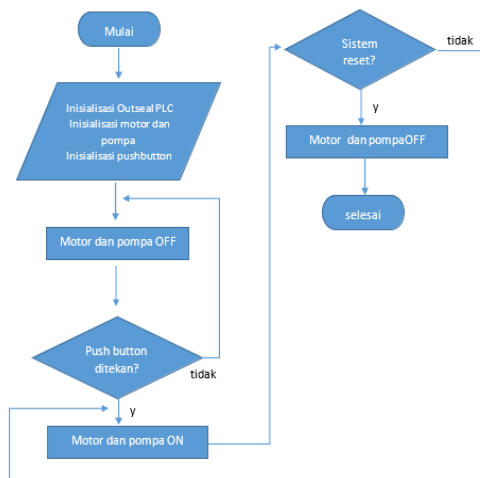 Mulai
Inisialisasi Outseal PLC
Inisialisasi motor dan
pompa
Inisialisasi pushbutton
Motor dan pompa OFF
Push button
ditekan?
tidak
y
Motor dan pompa ON
Sistem
reset?
tidak
y
Motor dan pompaOFF
selesai